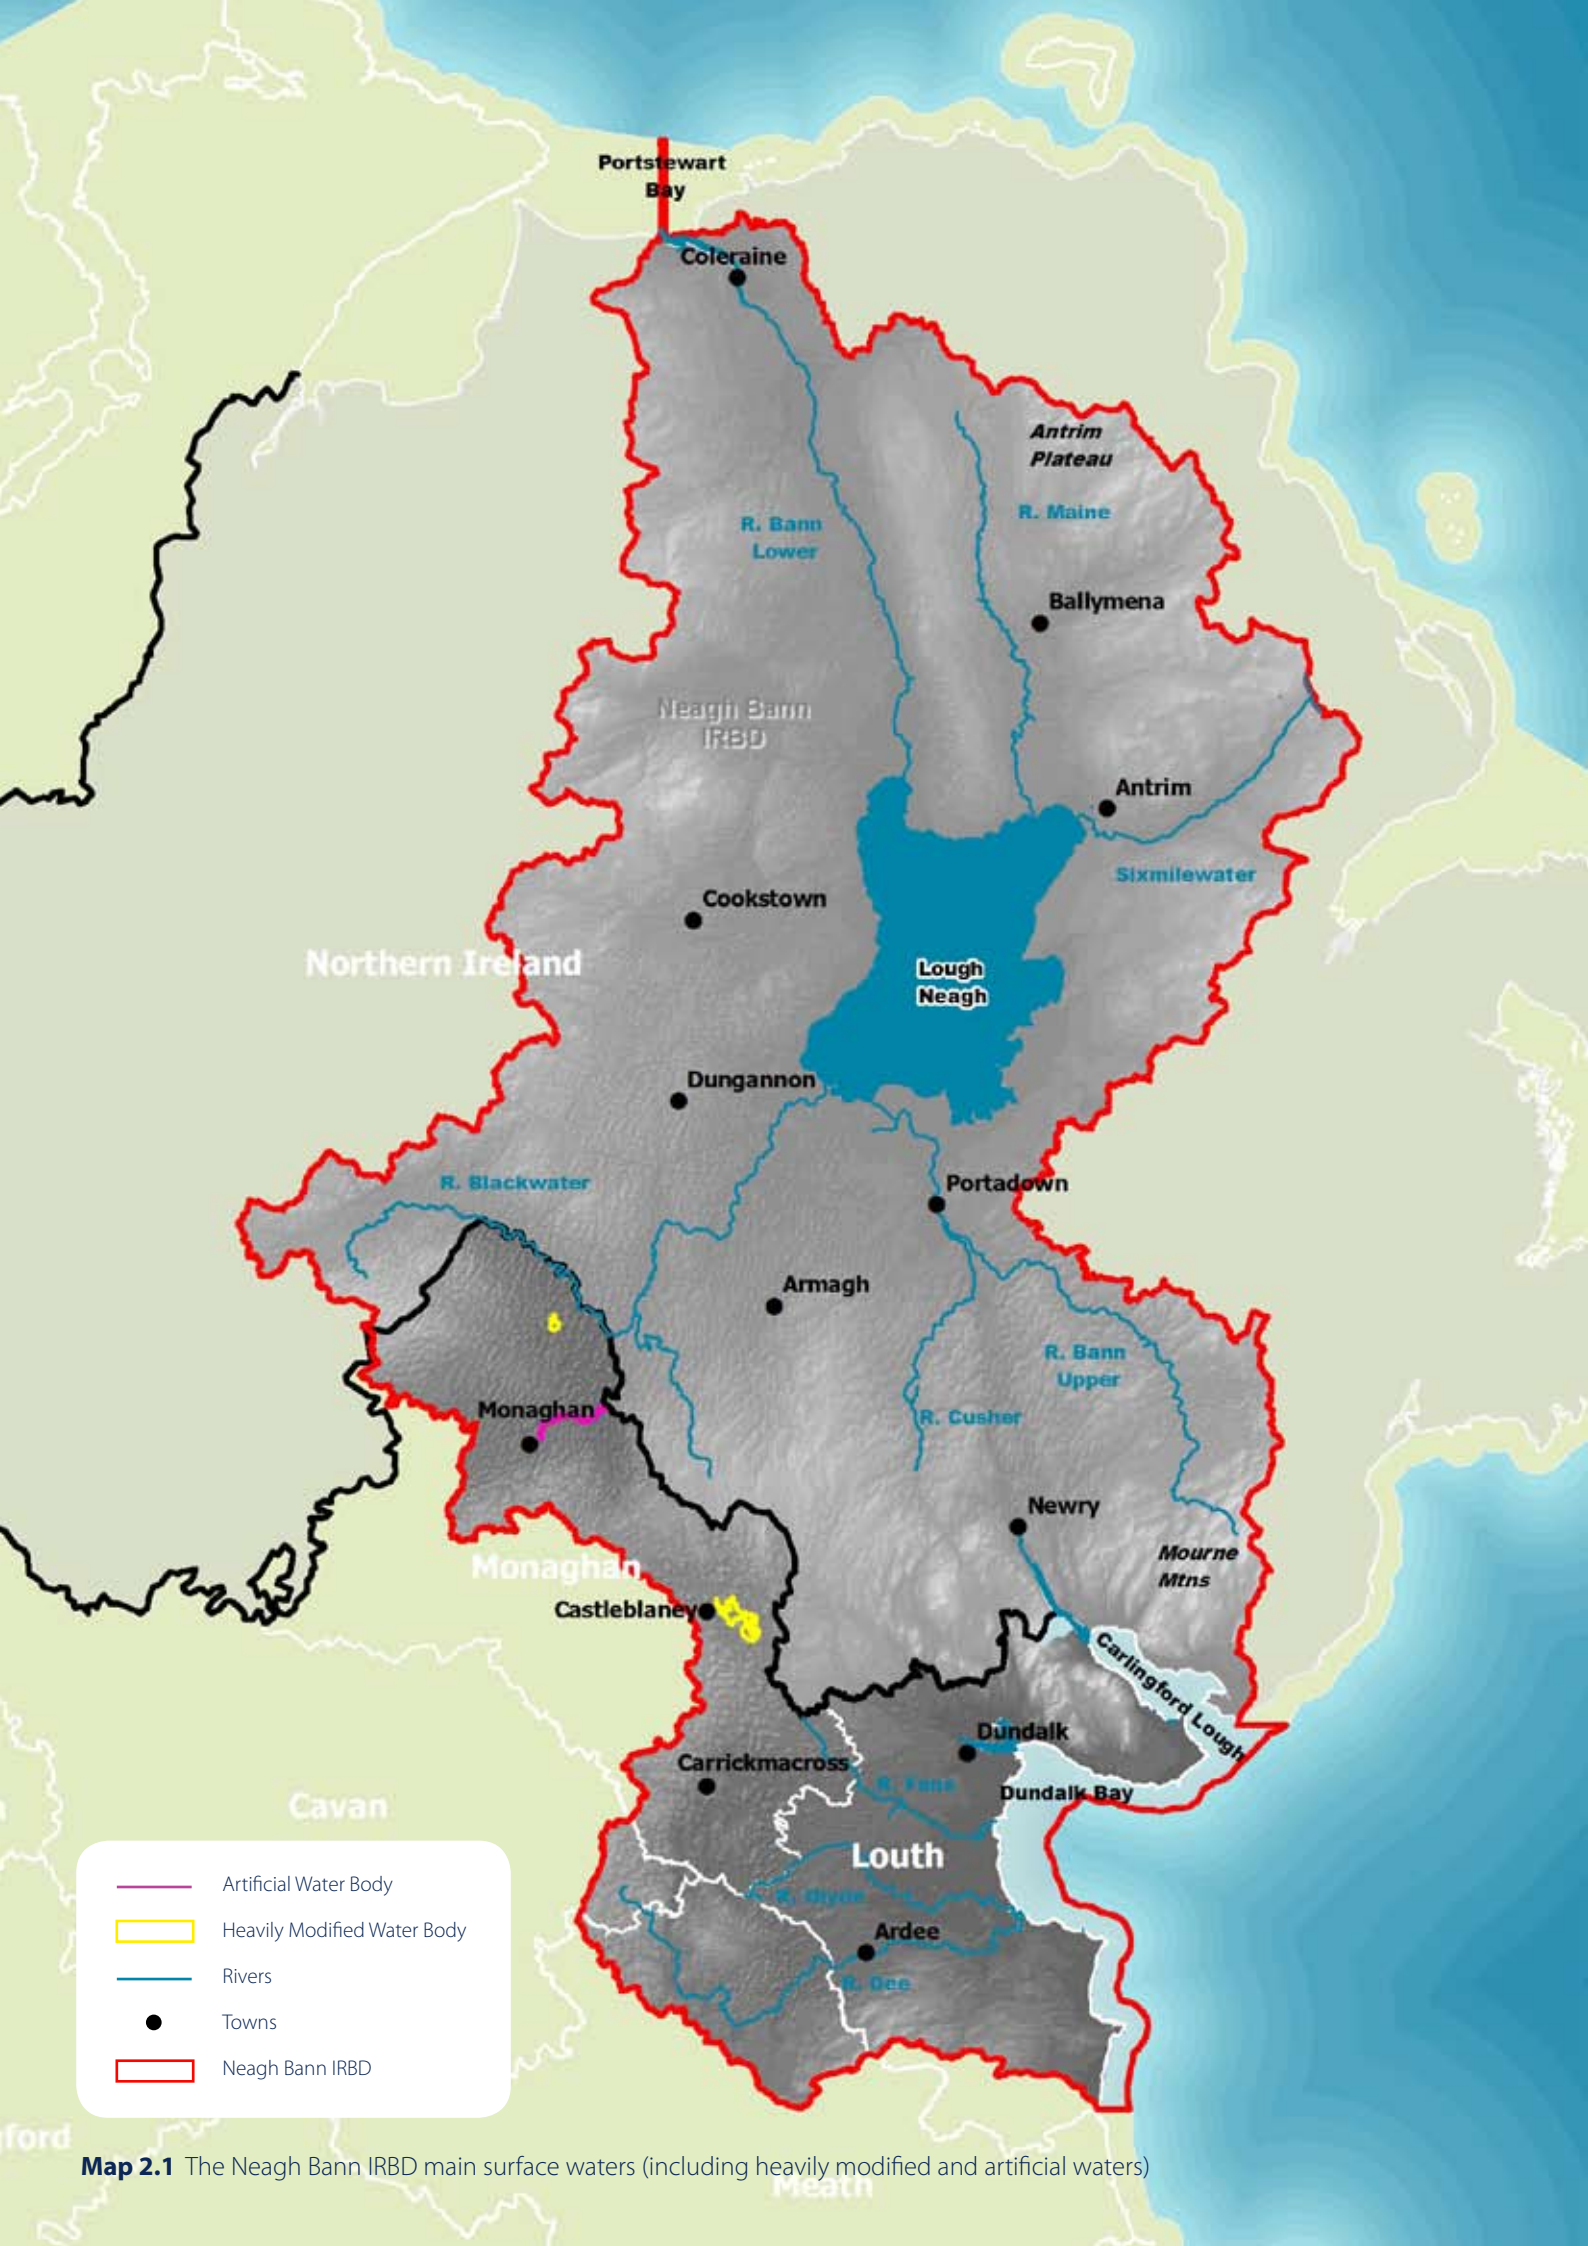 Portstewart
Bay
Coleraine
Antrim
Plateau
R. Maine
R. Bann
Lower
Ballymena
Neagh Bann
IRBD
Antrim
Sixmilewater
Cookstown
Northern Ireland
Lough
Neagh
Dungannon
R. Blackwater
Portadown
Armagh
R. Bann
Upper
R. Cusher
Monaghan
Newry
Mourne
Mtns
Monaghan
Castleblaney
Carlingford Lough
Dundalk
Carrickmacross
R. Fane
Dundalk Bay
Cavan
Louth
R. Glyde
Ardee
R. Dee
Artificial Water Body
Heavily Modified Water Body
Rivers
Towns
Neagh Bann IRBD
ford
Map 2.1 The Neagh Bann IRBD main surface waters (including heavily modified and artificial waters)
Meath